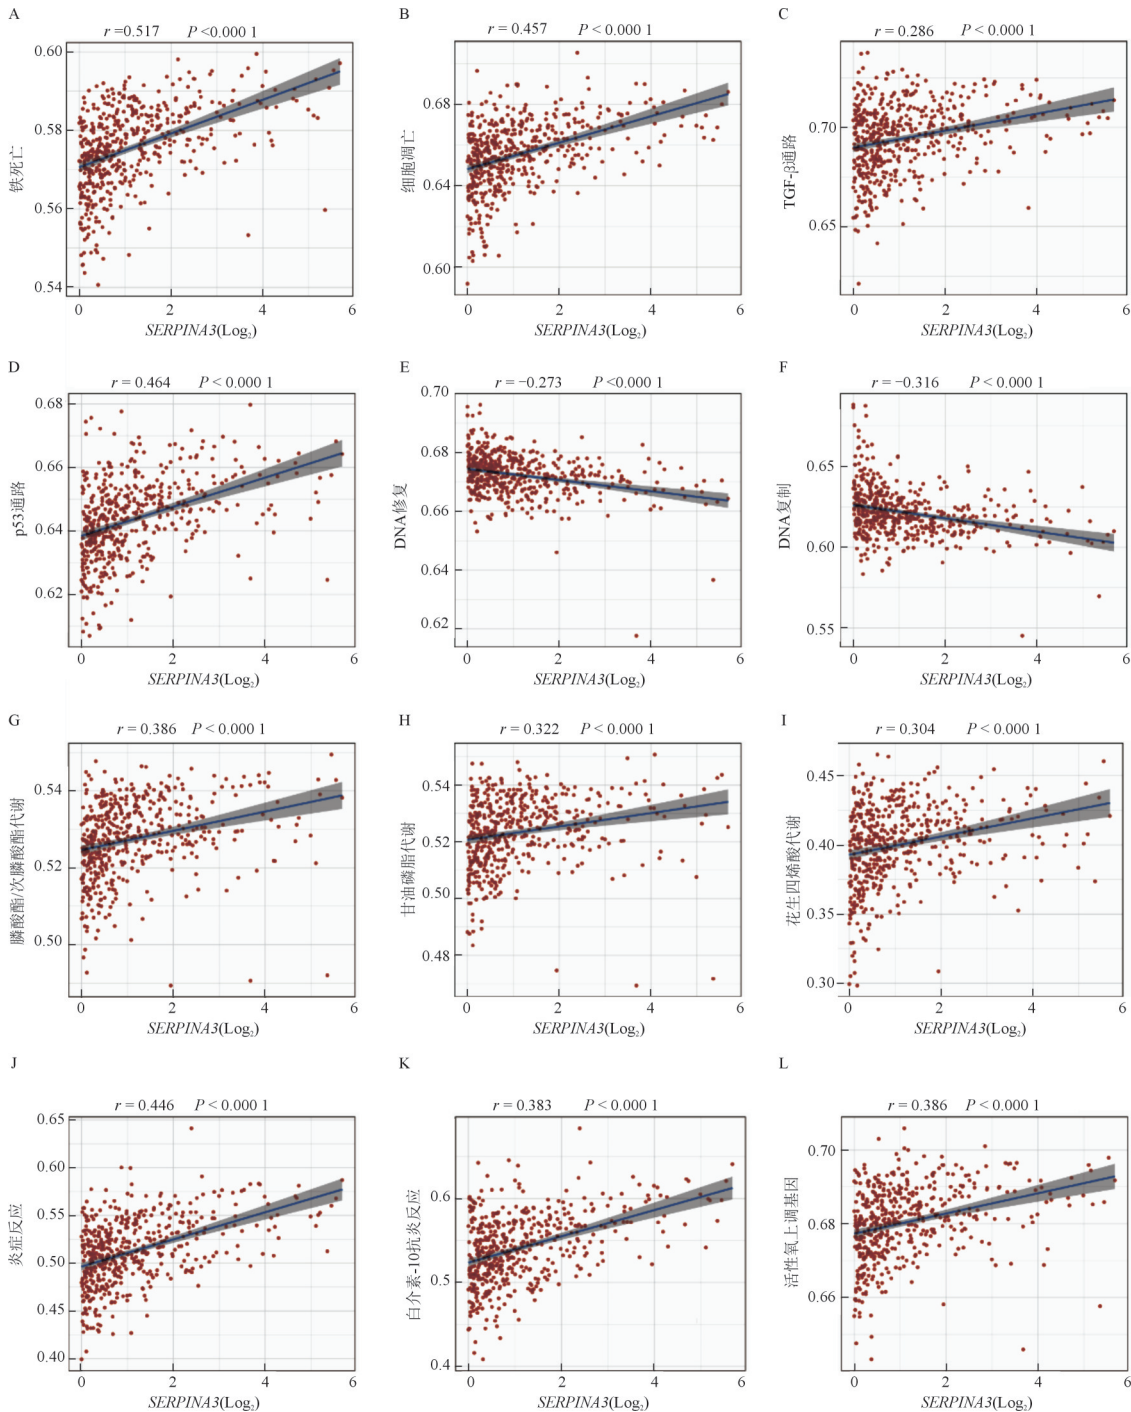 A
r =0.517 P <0.000 1
铁死亡
0.60
0.58
0.56
0.54
0 2 4 6
SERPINA3(Log₂)
B
r = 0.457 P < 0.000 1
细胞凋亡
0.68
0.64
0.60
0 2 4 6
SERPINA3(Log₂)
C
r = 0.286 P < 0.000 1
TGF-β通路
0.70
0.65
0 2 4 6
SERPINA3(Log₂)
D
r = 0.464 P < 0.000 1
p53通路
0.68
0.66
0.64
0.62
0 2 4 6
SERPINA3(Log₂)
E
r = −0.273 P <0.000 1
DNA修复
0.70
0.68
0.66
0.64
0.62
0 2 4 6
SERPINA3(Log₂)
F
r = −0.316 P < 0.000 1
DNA复制
0.65
0.60
0.55
0 2 4 6
SERPINA3(Log₂)
G
r = 0.386 P < 0.000 1
膦酸酯/次膦酸酯代谢
0.54
0.52
0.50
0 2 4 6
SERPINA3(Log₂)
H
r = 0.322 P < 0.000 1
甘油磷脂代谢
0.54
0.52
0.50
0.48
0 2 4 6
SERPINA3(Log₂)
I
r = 0.304 P < 0.000 1
花生四烯酸代谢
0.45
0.40
0.35
0.30
0 2 4 6
SERPINA3(Log₂)
J
r = 0.446 P < 0.000 1
炎症反应
0.65
0.60
0.55
0.50
0.45
0.40
0 2 4 6
SERPINA3(Log₂)
K
r = 0.383 P < 0.000 1
白介素-10抗炎反应
0.6
0.5
0.4
0 2 4 6
SERPINA3(Log₂)
L
r = 0.386 P < 0.000 1
活性氧上调基因
0.70
0.68
0.66
0 2 4 6
SERPINA3(Log₂)